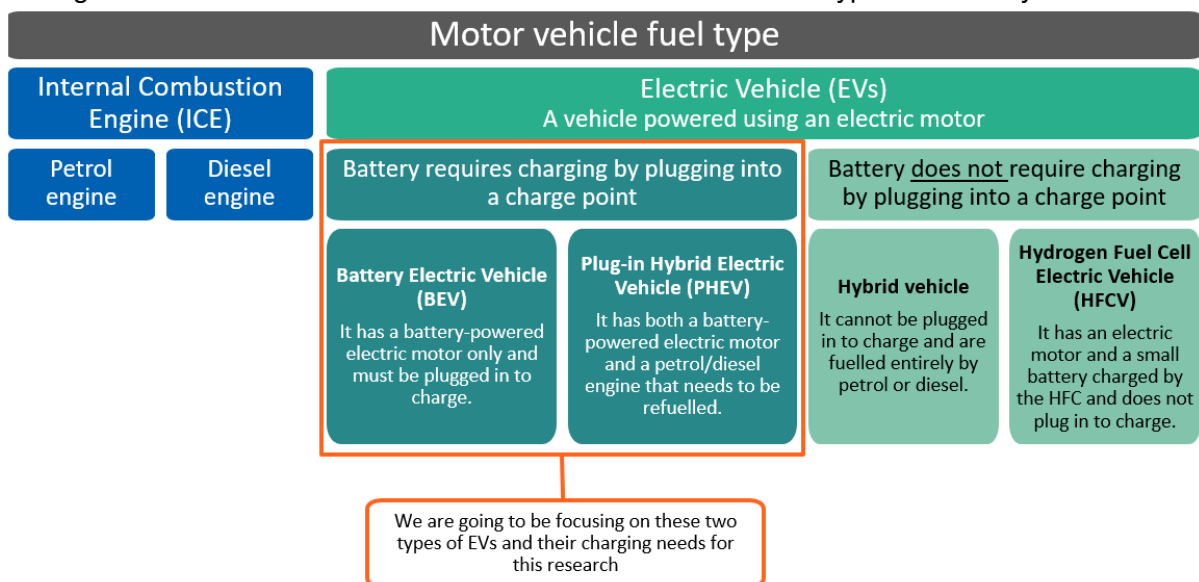 Motor vehicle fuel type
Internal Combustion
Engine (ICE)
Electric Vehicle (EVs)
A vehicle powered using an electric motor
Petrol
engine
Diesel
engine
Battery requires charging by plugging into
a charge point
Battery does not require charging
by plugging into a charge point
Battery Electric Vehicle
(BEV)
It has a battery-powered
electric motor only and
must be plugged in to
charge.
Plug-in Hybrid Electric
Vehicle (PHEV)
It has both a battery-
powered electric motor
and a petrol/diesel
engine that needs to be
refuelled.
Hybrid vehicle
It cannot be plugged
in to charge and are
fuelled entirely by
petrol or diesel.
Hydrogen Fuel Cell
Electric Vehicle
(HFCV)
It has an electric
motor and a small
battery charged by
the HFC and does not
plug in to charge.
We are going to be focusing on these two
types of EVs and their charging needs for
this research